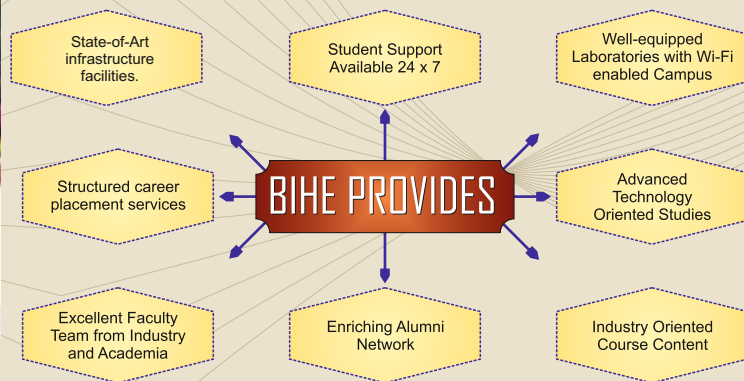 State-of-Art
infrastructure
facilities.
Student Support
Available 24 x 7
Well-equipped
Laboratories with Wi-Fi
enabled Campus
Structured career
placement services
BIHE PROVIDES
Advanced
Technology
Oriented Studies
Excellent Faculty
Team from Industry
and Academia
Enriching Alumni
Network
Industry Oriented
Course Content